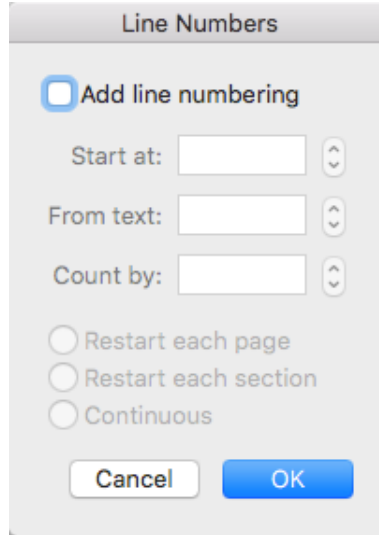 Line Numbers
Add line numbering
Start at:
From text:
Count by:
Restart each page
Restart each section
Continuous
Cancel OK